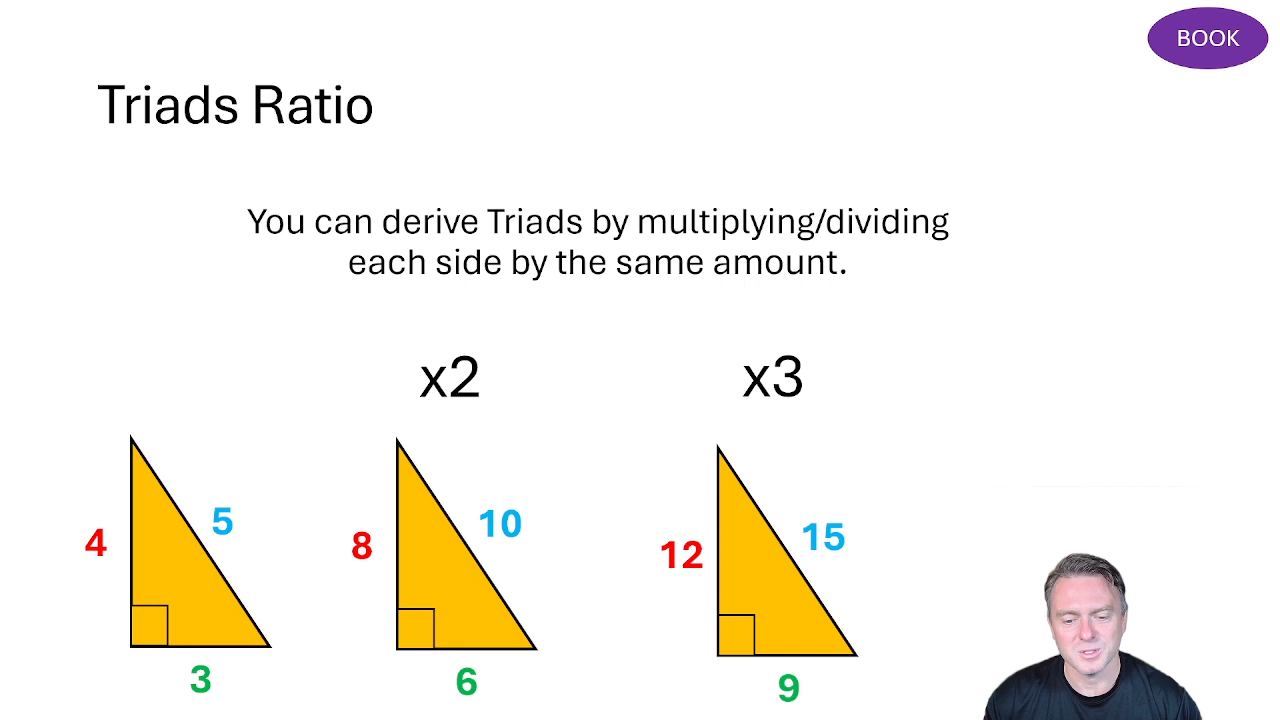 BOOK
Triads Ratio
You can derive Triads by multiplying/dividing
each side by the same amount.
x2
x3
4
5
3
8
10
6
12
15
9